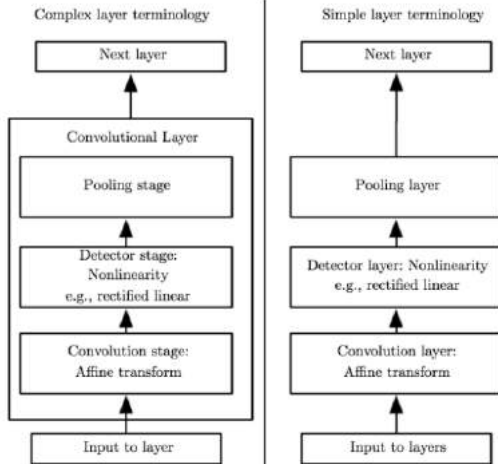 Complex layer terminology
Next layer
Convolutional Layer
Pooling stage
Detector stage:
Nonlinearity
e.g., rectified linear
Convolution stage:
Affine transform
Input to layer
Simple layer terminology
Next layer
Pooling layer
Detector layer: Nonlinearity
e.g., rectified linear
Convolution layer:
Affine transform
Input to layers